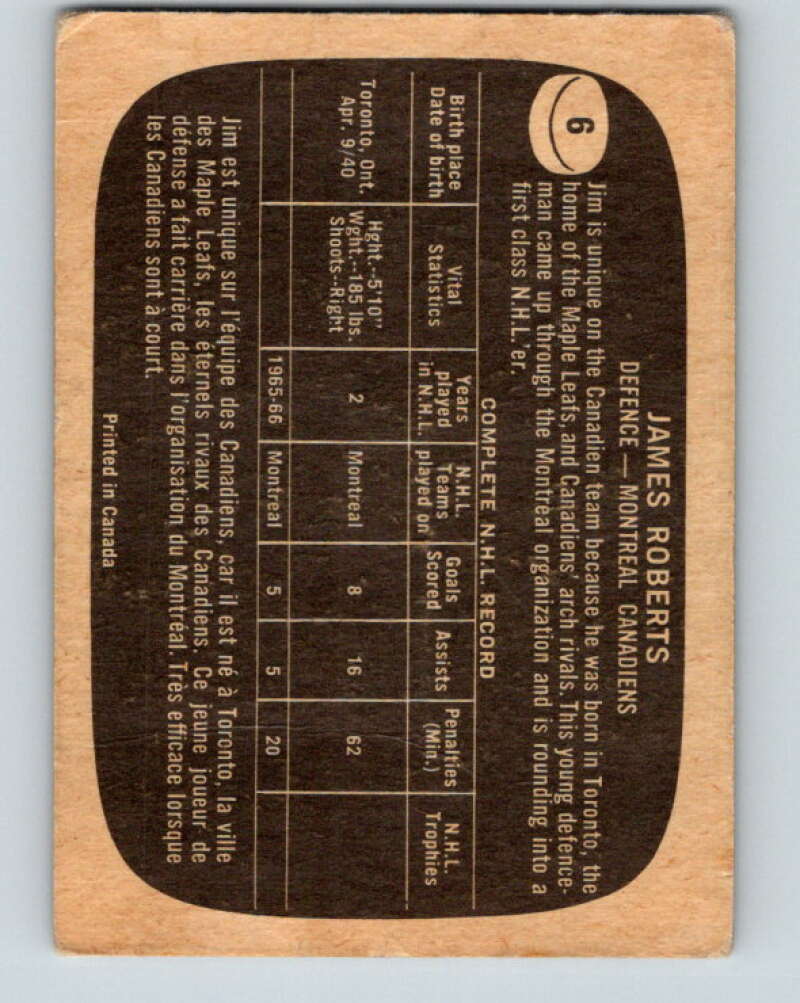 JAMES ROBERTS
DEFENCE — MONTREAL CANADIENS
6
Jim is unique on the Canadien team because he was born in Toronto, the
home of the Maple Leafs, and Canadiens' arch rivals. This young defence-
man came up through the Montreal organization and is rounding into a
first class N.H.L.'er.
COMPLETE N.H.L. RECORD
Birth place Date of birth | Vital Statistics | Years played in N.H.L. | N.H.L. Teams played on | Goals Scored | Assists | Penalties (Min.) | N.H.L. Trophies
Toronto, Ont. Apr. 9/40 | Hght.--5'10" Wght.--185 lbs. Shoots--Right | 2 | Montreal | 8 | 16 | 62
1965-66 | Montreal | 5 | 5 | 20
Jim est unique sur l'équipe des Canadiens, car il est né à Toronto, la ville
des Maple Leafs, les éternels rivaux des Canadiens. Ce jeune joueur de
défense a fait carrière dans l'organisation du Montréal. Très efficace lorsque
les Canadiens sont à court.
Printed in Canada